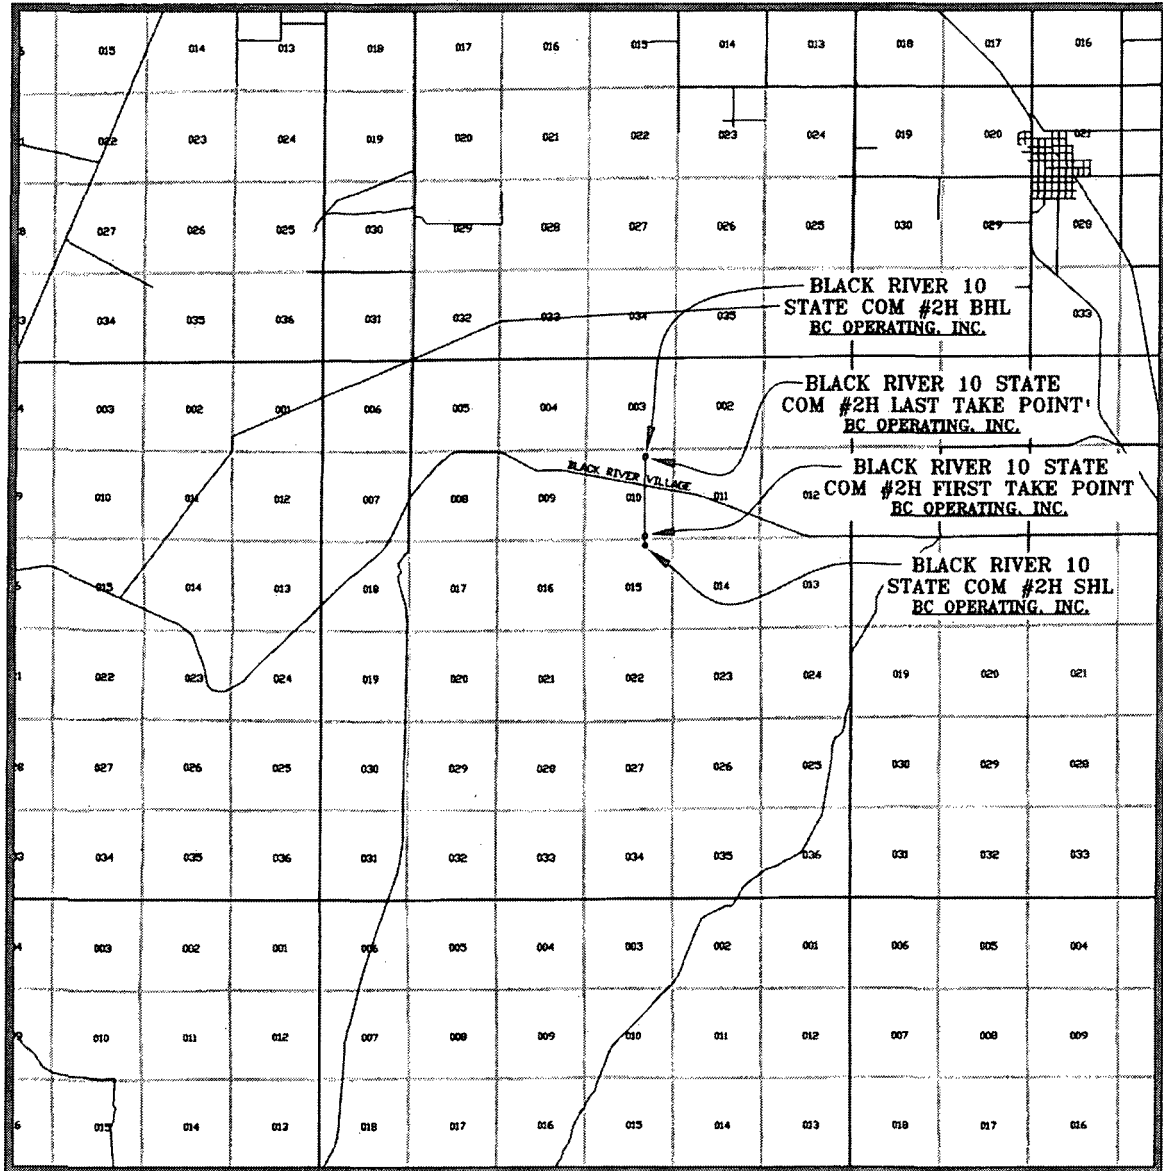 015 014 013 018 017 016 015 014 013 018 017 016
022 023 024 019 020 021 022 023 024 019 020 021
027 026 025 030 029 028 027 026 025 030 029 028
034 035 036 031 032 033 034 035 033
BLACK RIVER 10
STATE COM #2H BHL
BC OPERATING, INC.
003 002 001 006 005 004 003 002
BLACK RIVER 10 STATE
COM #2H LAST TAKE POINT
BC OPERATING, INC.
BLACK RIVER VILLAGE
010 011 012 007 008 009 010 011 012
BLACK RIVER 10 STATE
COM #2H FIRST TAKE POINT
BC OPERATING, INC.
015 014 013 018 017 016 015 014 013
BLACK RIVER 10
STATE COM #2H SHL
BC OPERATING, INC.
022 023 024 019 020 021 022 023 024 019 020 021
027 026 025 030 029 028 027 026 025 030 029 028
034 035 036 031 032 033 034 035 036 031 032 033
003 002 001 006 005 004 003 002 001 006 005 004
010 011 012 007 008 009 010 011 012 007 008 009
015 014 013 018 017 016 015 014 013 018 017 016